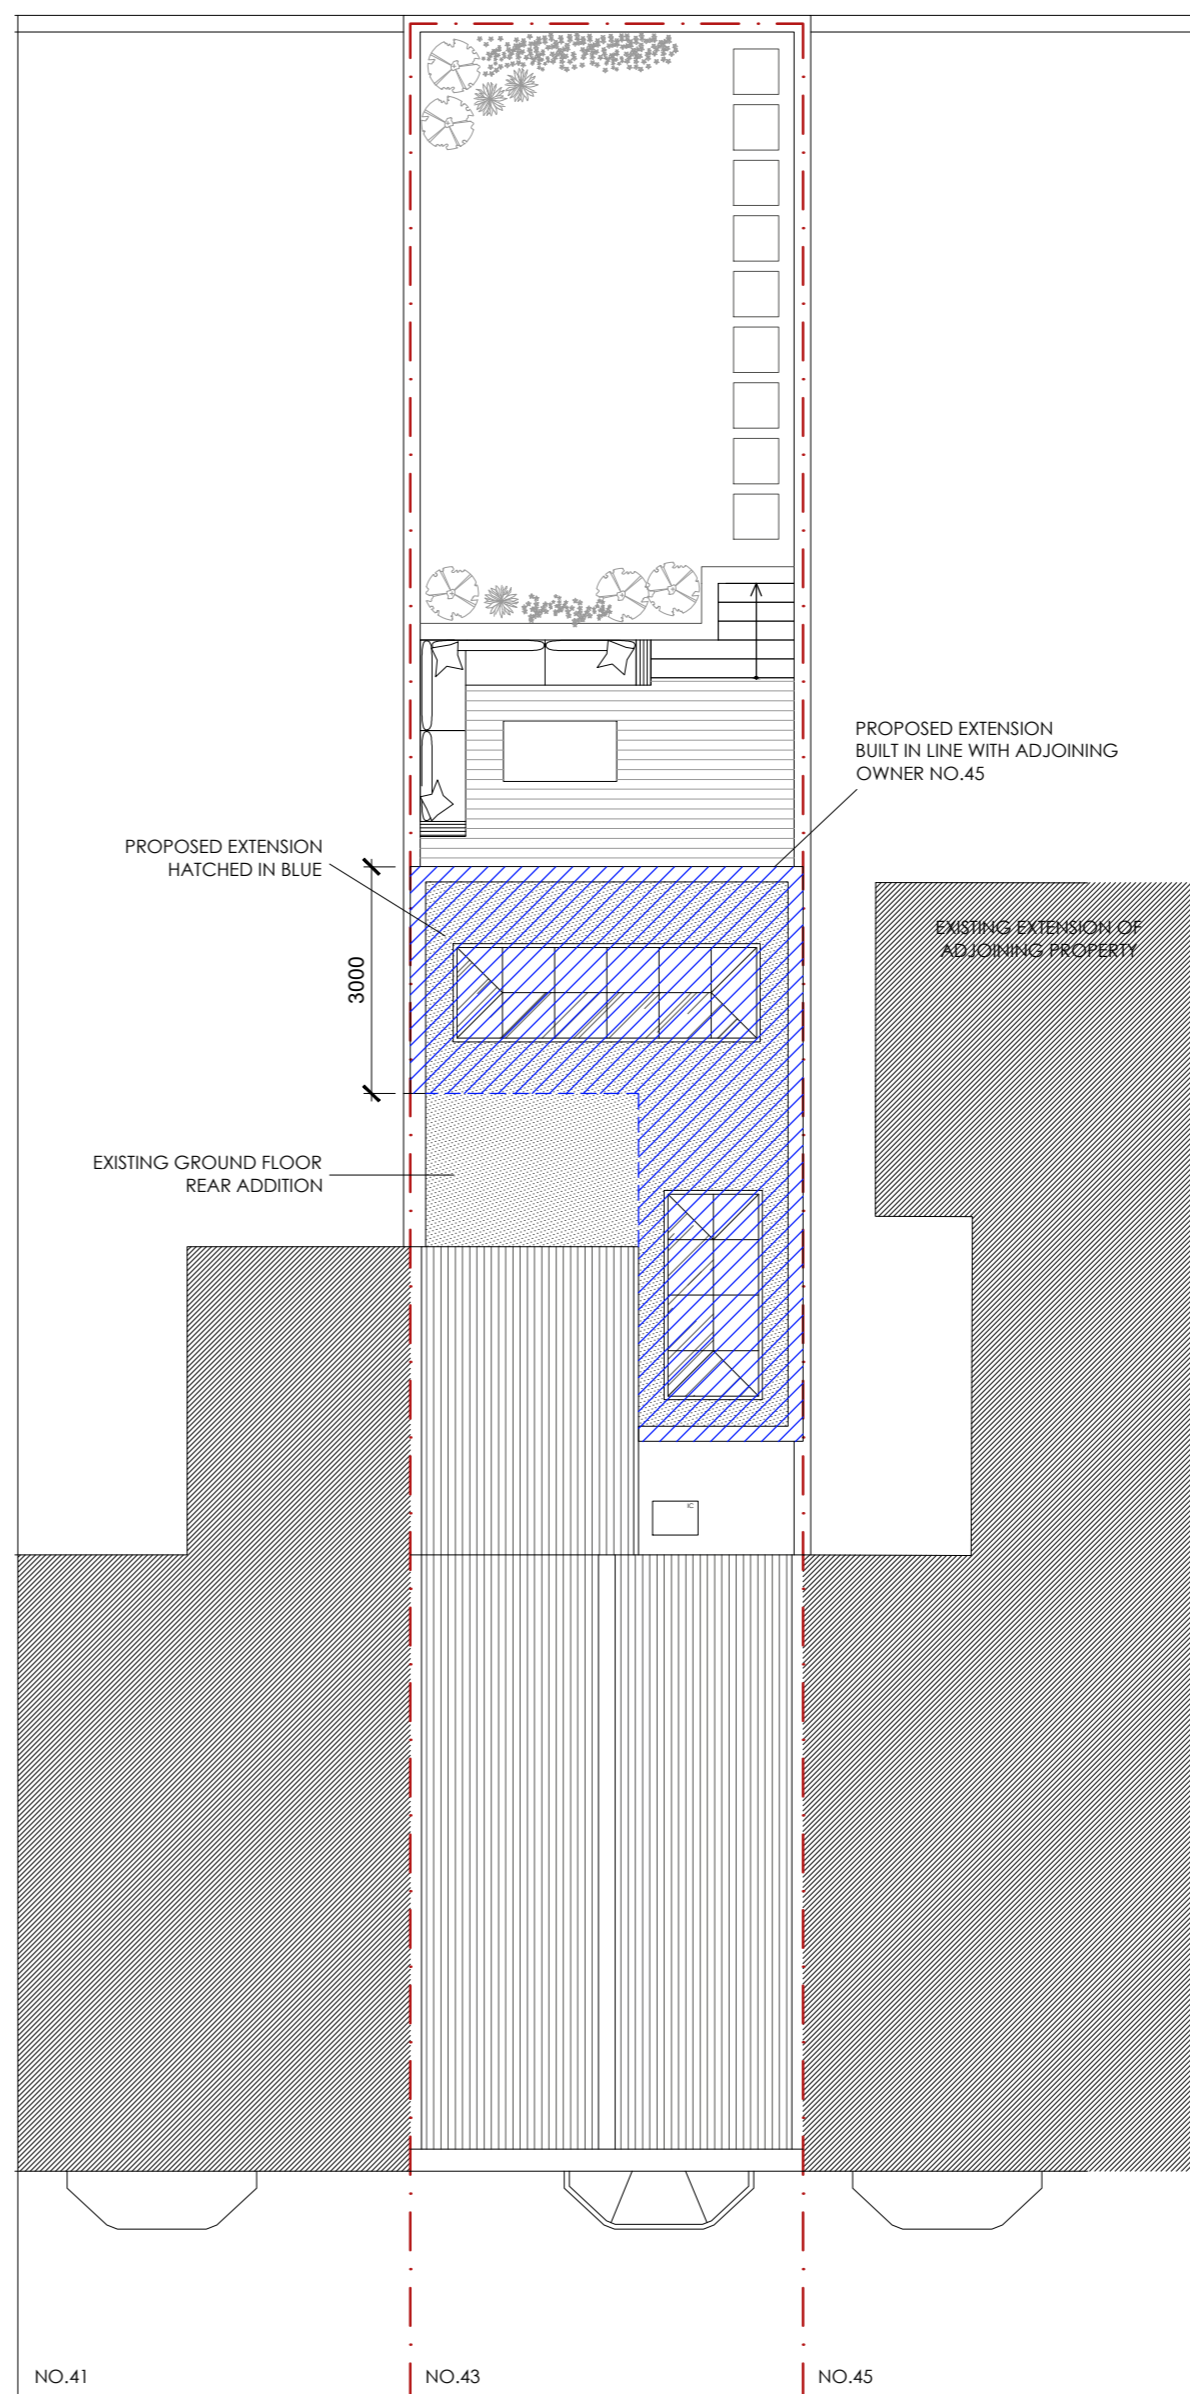 PROPOSED EXTENSION
BUILT IN LINE WITH ADJOINING
OWNER NO.45
PROPOSED EXTENSION
HATCHED IN BLUE
EXISTING EXTENSION OF
ADJOINING PROPERTY
3000
EXISTING GROUND FLOOR
REAR ADDITION
IC
NO.41
NO.43
NO.45